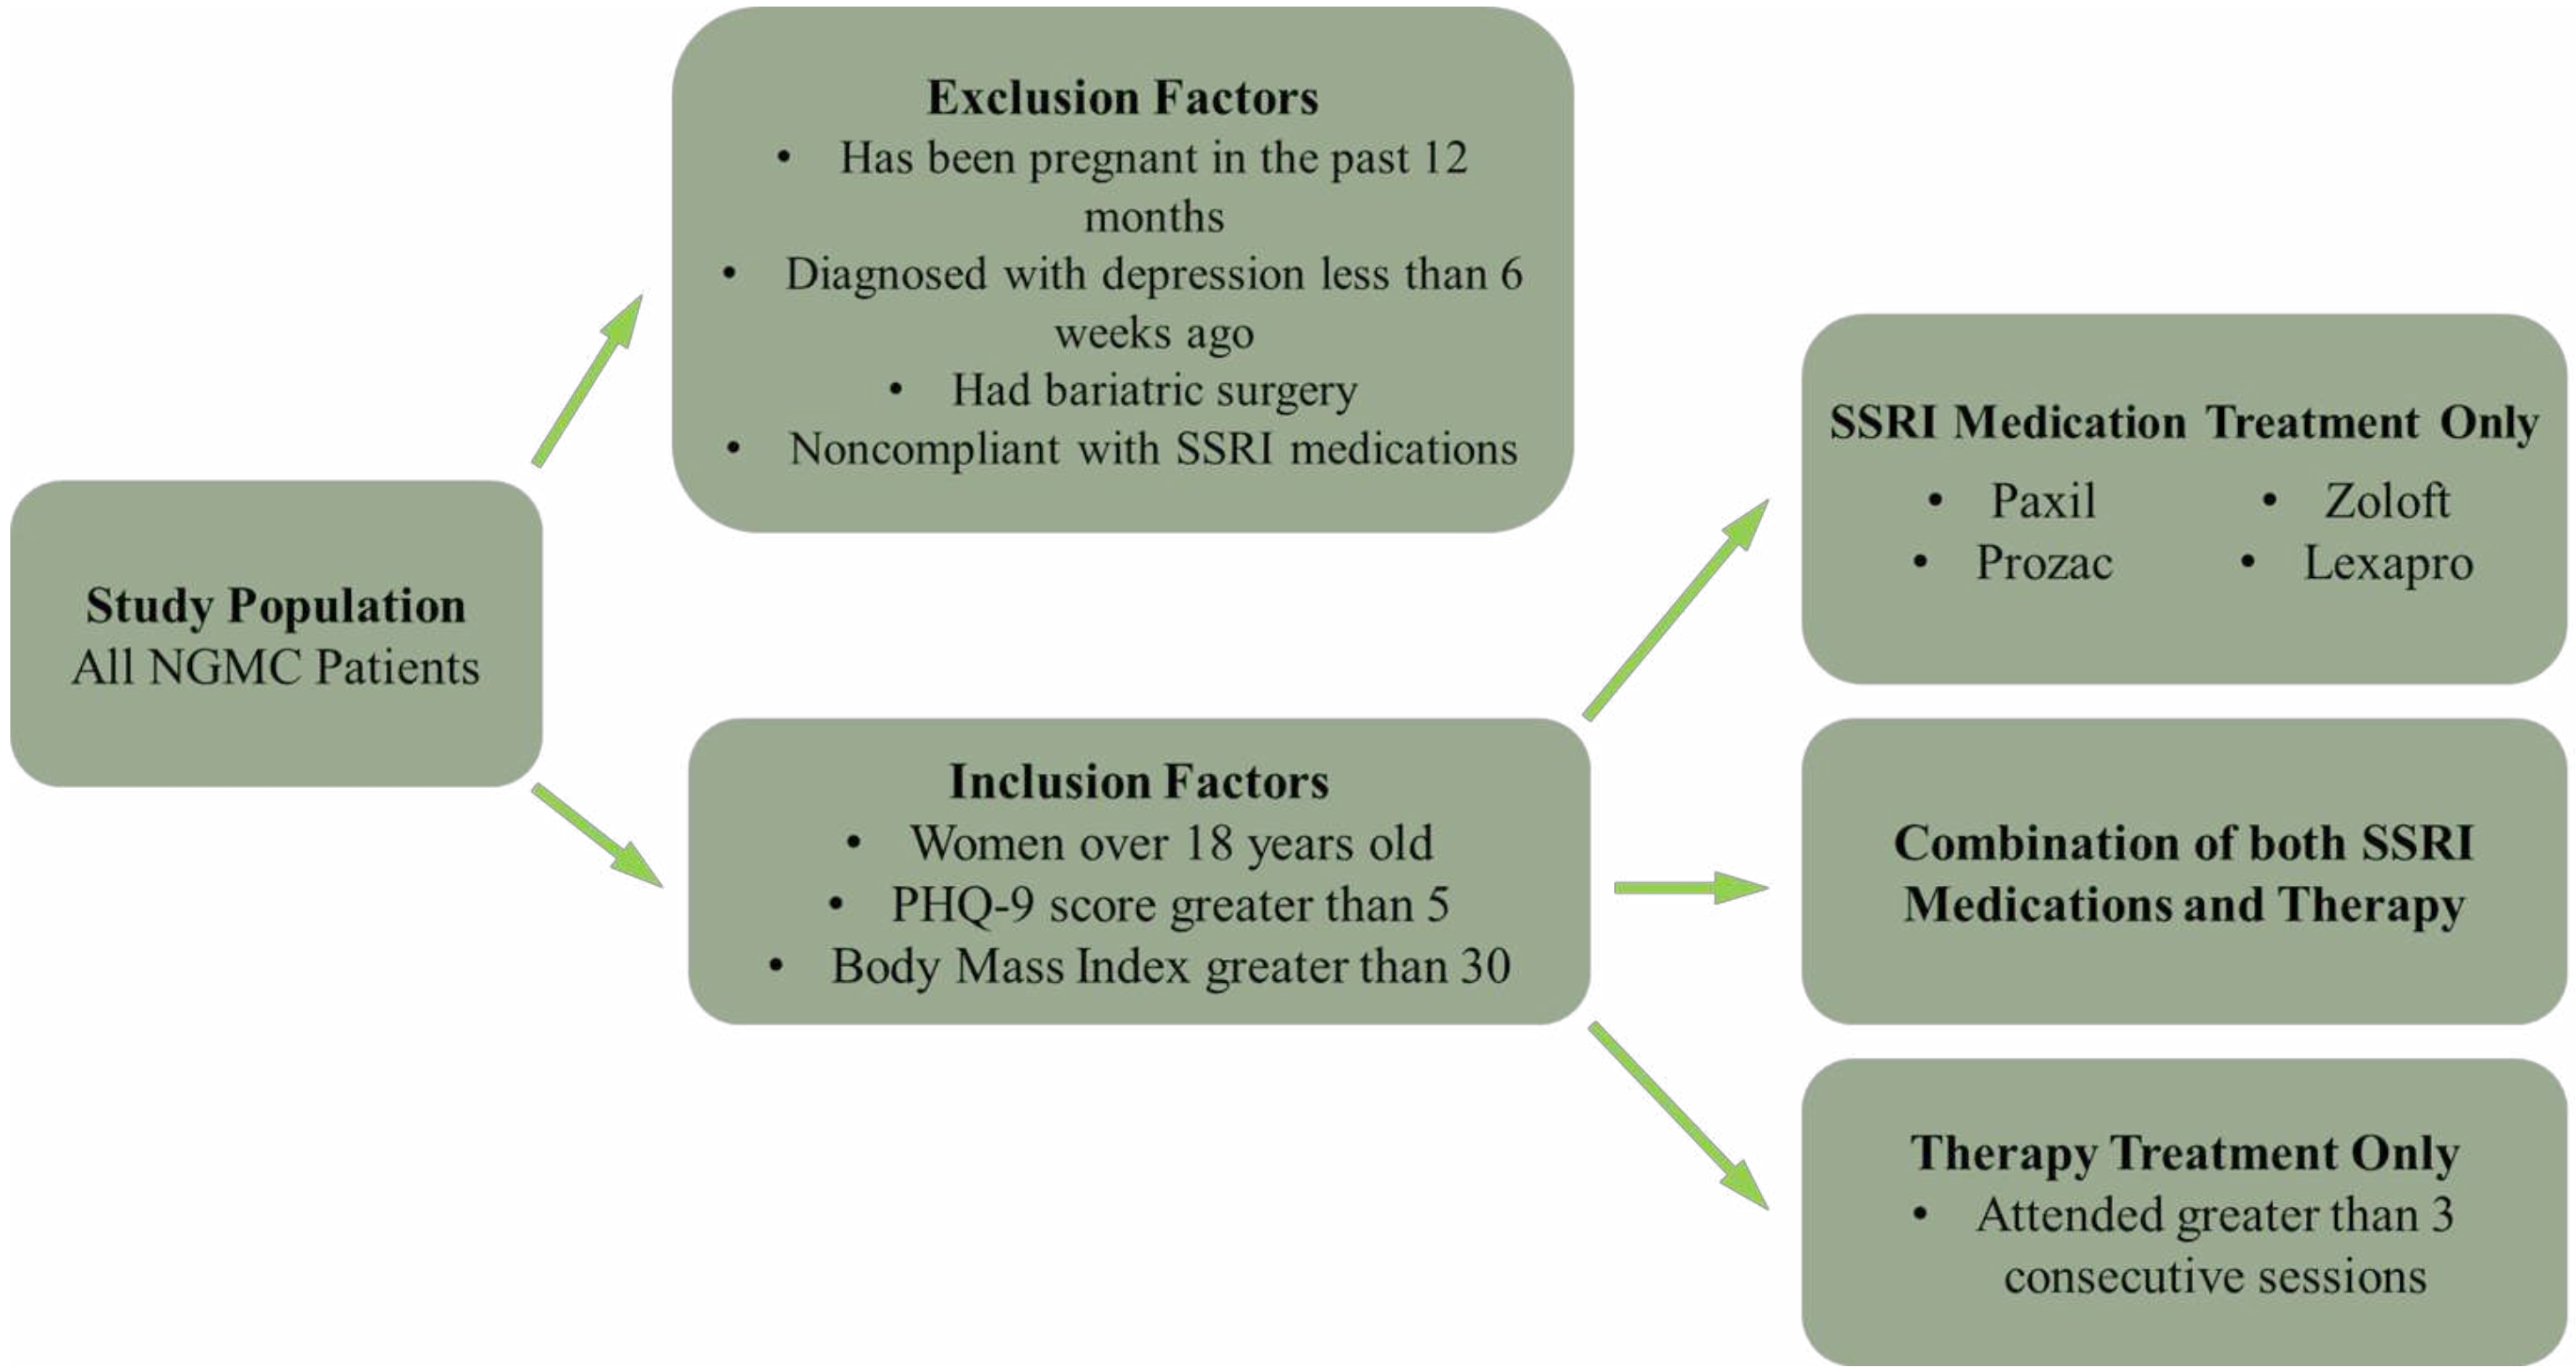 Study Population
All NGMC Patients
Exclusion Factors
• Has been pregnant in the past 12
months
• Diagnosed with depression less than 6
weeks ago
• Had bariatric surgery
• Noncompliant with SSRI medications
Inclusion Factors
• Women over 18 years old
• PHQ-9 score greater than 5
• Body Mass Index greater than 30
SSRI Medication Treatment Only
• Paxil • Zoloft
• Prozac • Lexapro
Combination of both SSRI
Medications and Therapy
Therapy Treatment Only
• Attended greater than 3
consecutive sessions